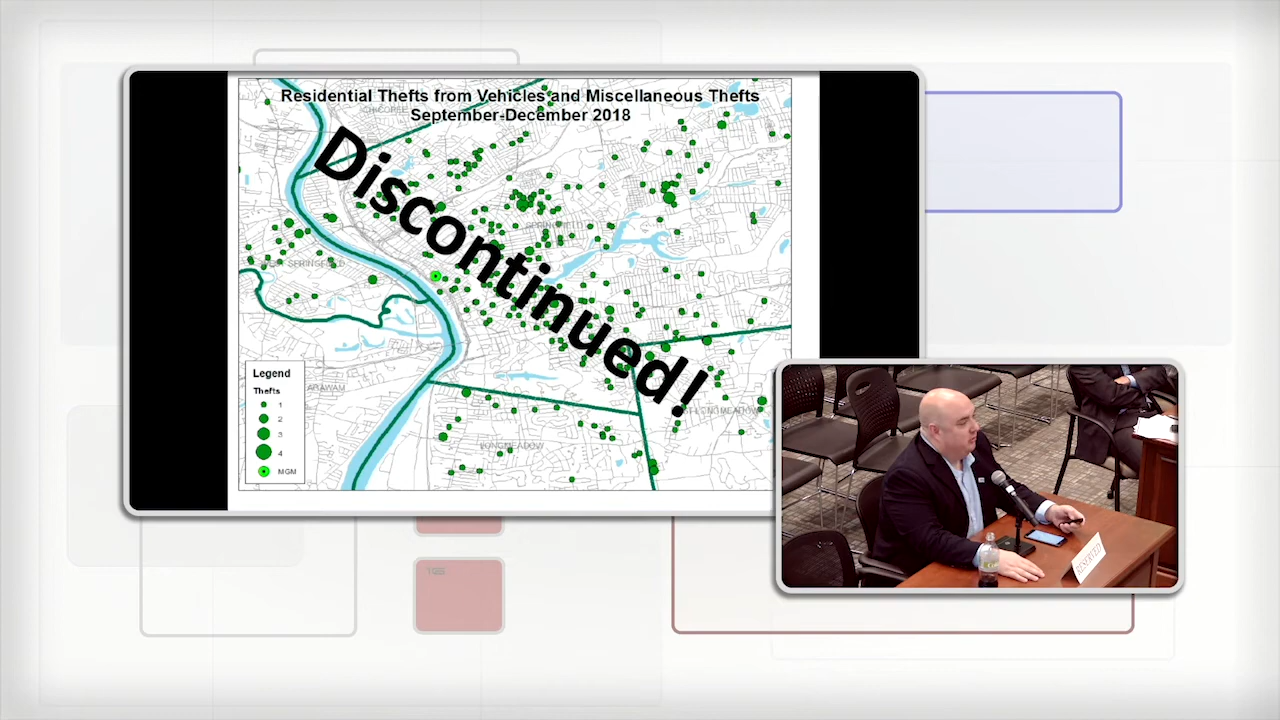 Residential Thefts from Vehicles and Miscellaneous Thefts
September-December 2018
Discontinued!
SPRINGFIELD
Legend
Thefts
1
2
3
4
MGM
LONGMEADOW
RESERVED